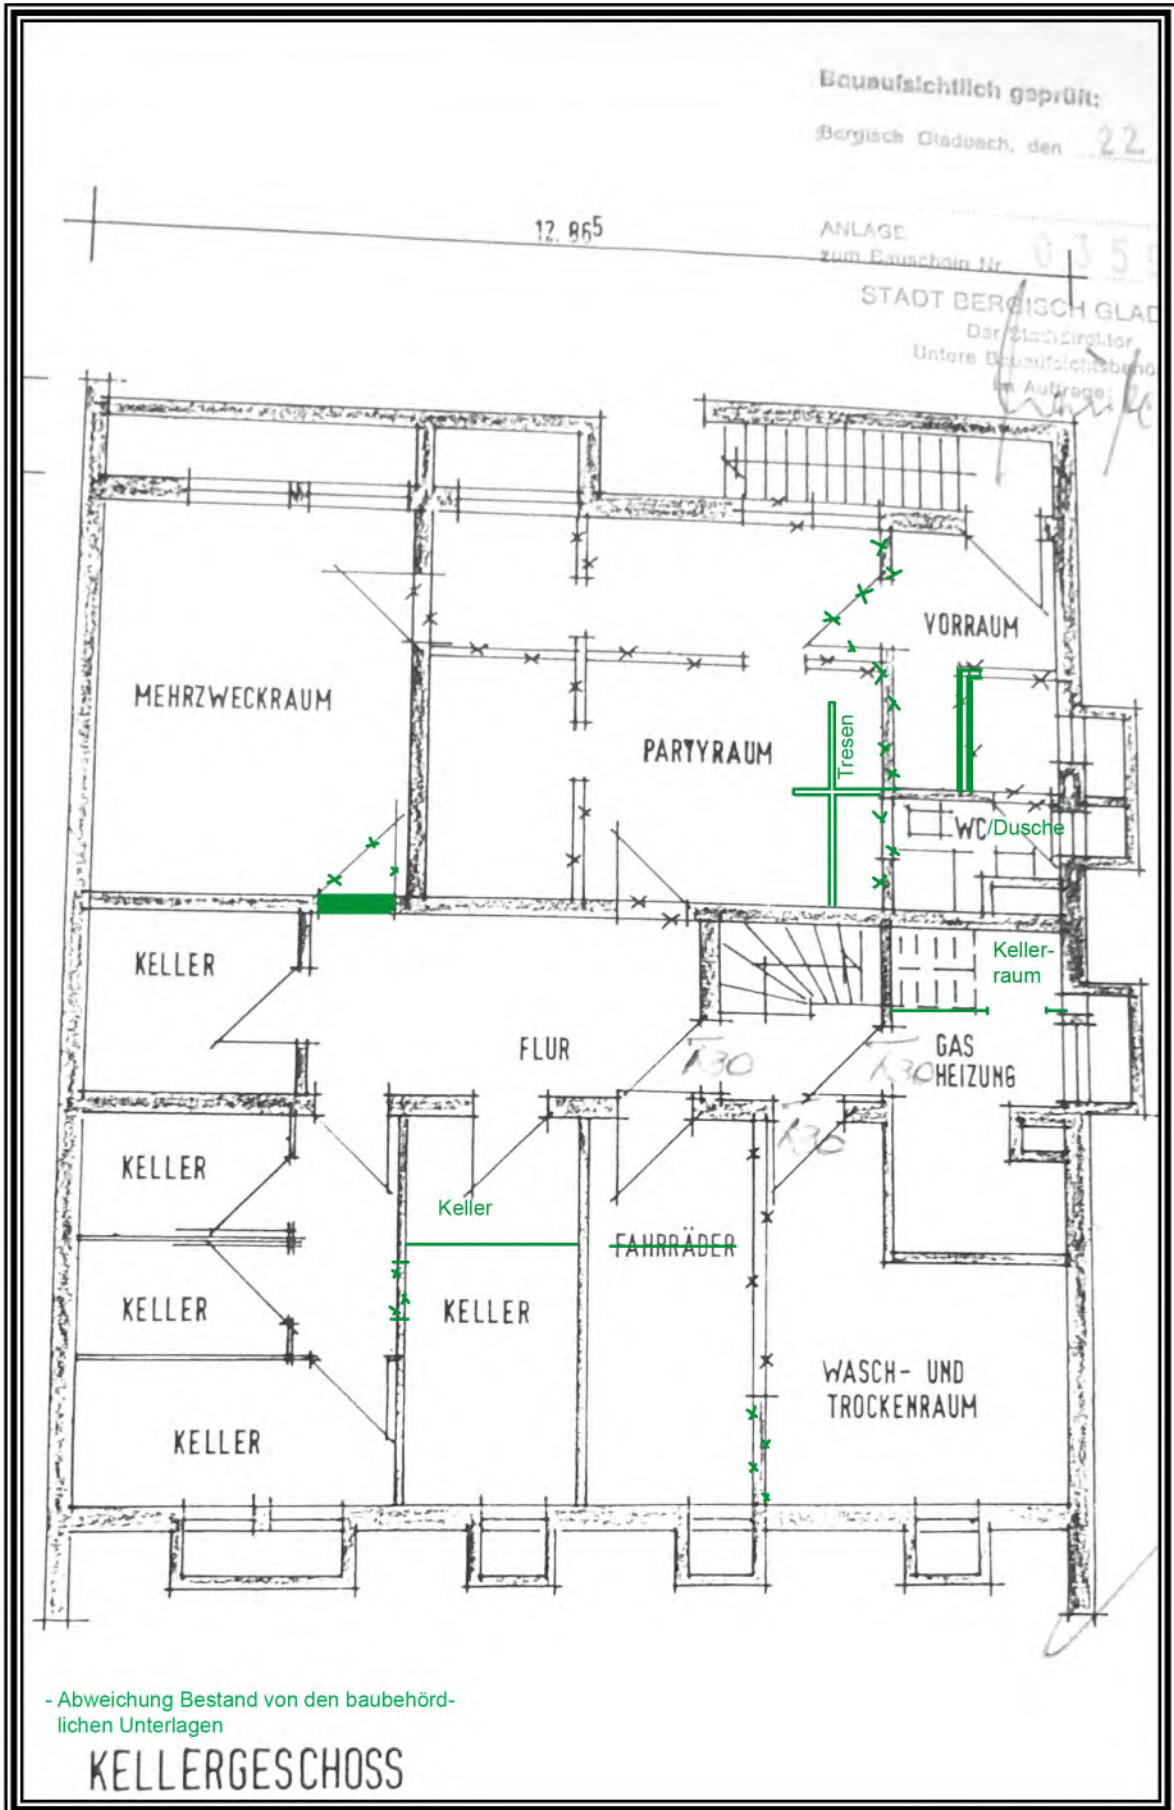 Bauaufsichtlich geprüft:
Bergisch Gladbach, den 22.
12.86⁵
ANLAGE
zum Bauschein Nr. 035
STADT BERGISCH GLAD
Der Stadtdirektor
Untere Bauaufsichtsbehö
Im Auftrage:
VORRAUM
MEHRZWECKRAUM
PARTYRAUM
Tresen
WC/Dusche
KELLER
Keller-
raum
FLUR
GAS
HEIZUNG
T30
T30
T30
KELLER
Keller
FAHRRÄDER
KELLER
KELLER
WASCH- UND
TROCKENRAUM
KELLER
- Abweichung Bestand von den baubehörd-
lichen Unterlagen
KELLERGESCHOSS